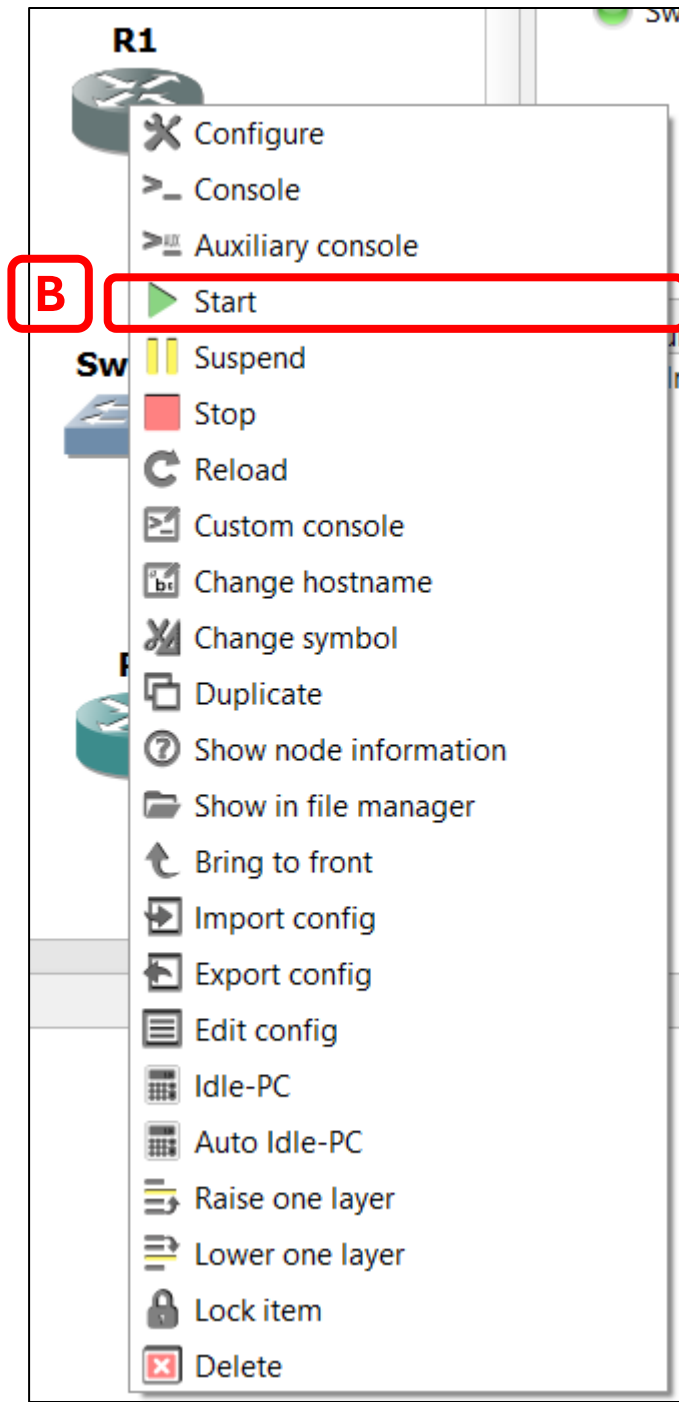 R1
Sw
Configure
Console
Auxiliary console
B
Start
Sw
Suspend
Stop
Reload
Custom console
Change hostname
Change symbol
Duplicate
Show node information
Show in file manager
Bring to front
Import config
Export config
Edit config
Idle-PC
Auto Idle-PC
Raise one layer
Lower one layer
Lock item
Delete